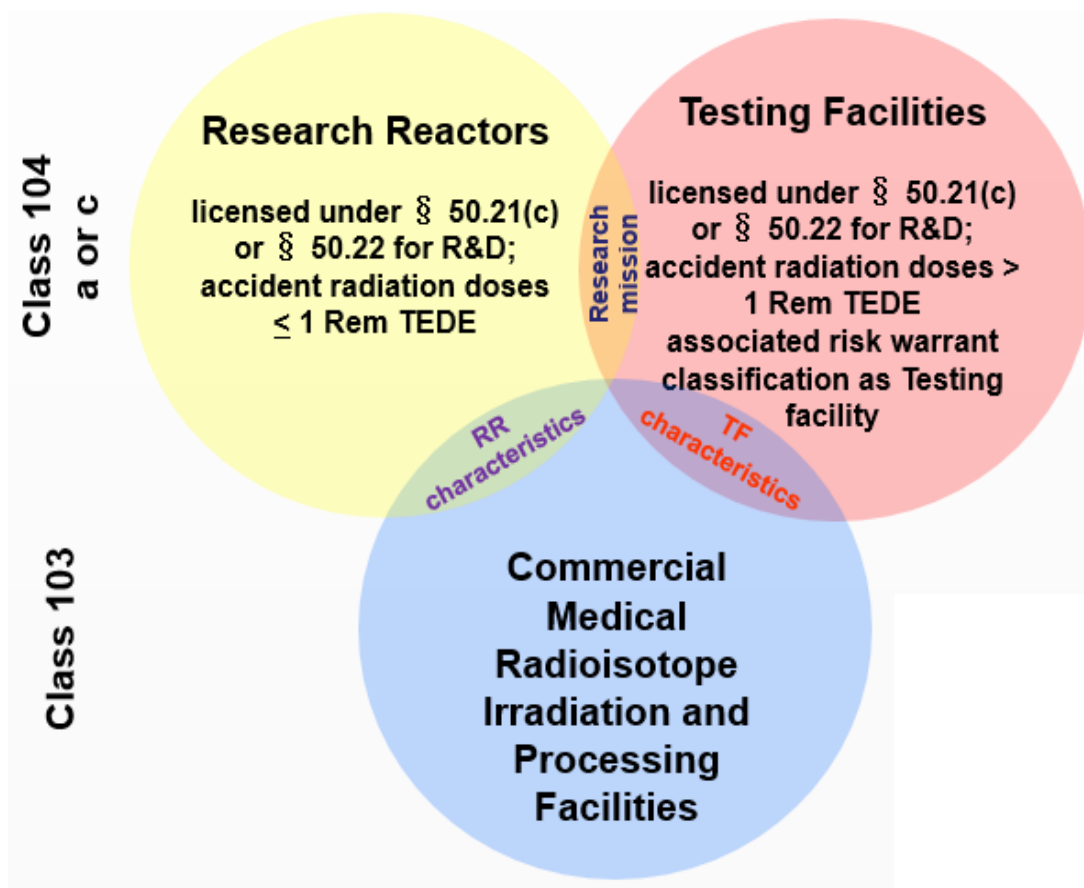 Class 104
a or c
Research Reactors
licensed under § 50.21(c)
or § 50.22 for R&D;
accident radiation doses
≤ 1 Rem TEDE
Research
mission
Testing Facilities
licensed under § 50.21(c)
or § 50.22 for R&D;
accident radiation doses >
1 Rem TEDE
associated risk warrant
classification as Testing
facility
RR
characteristics
TF
characteristics
Class 103
Commercial
Medical
Radioisotope
Irradiation and
Processing
Facilities